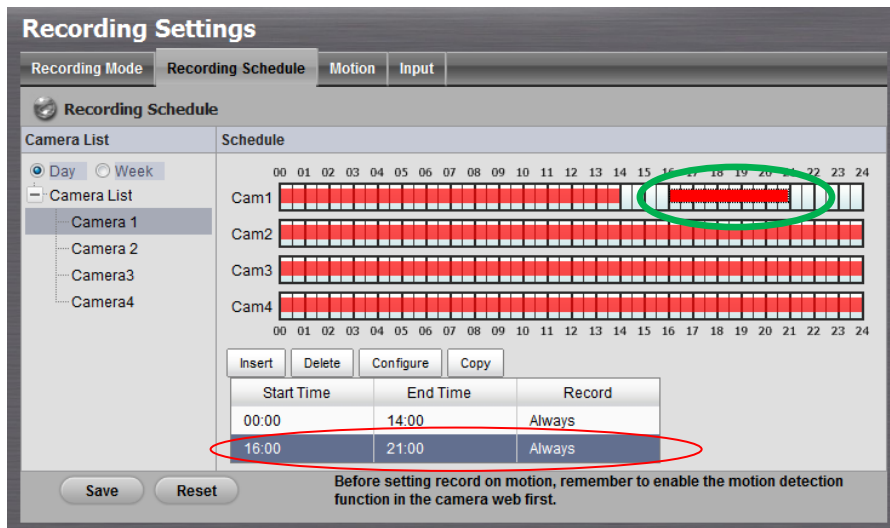 Recording Settings
Recording Mode Recording Schedule Motion Input
Recording Schedule
Camera List Schedule
Day Week
Camera List
Camera 1
Camera 2
Camera3
Camera4
00 01 02 03 04 05 06 07 08 09 10 11 12 13 14 15 16 17 18 19 20 21 22 23 24
Cam1
Cam2
Cam3
Cam4
00 01 02 03 04 05 06 07 08 09 10 11 12 13 14 15 16 17 18 19 20 21 22 23 24
Insert Delete Configure Copy
Start Time End Time Record
00:00 14:00 Always
16:00 21:00 Always
Save Reset
Before setting record on motion, remember to enable the motion detection
function in the camera web first.